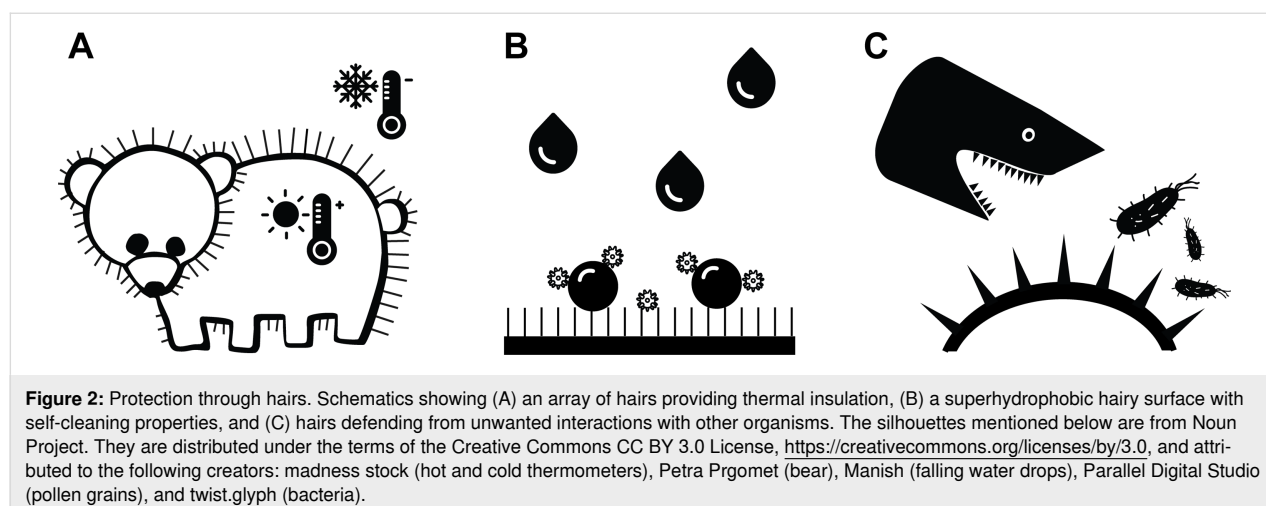 A B C
Figure 2: Protection through hairs. Schematics showing (A) an array of hairs providing thermal insulation, (B) a superhydrophobic hairy surface with
self-cleaning properties, and (C) hairs defending from unwanted interactions with other organisms. The silhouettes mentioned below are from Noun
Project. They are distributed under the terms of the Creative Commons CC BY 3.0 License, https://creativecommons.org/licenses/by/3.0, and attri-
buted to the following creators: madness stock (hot and cold thermometers), Petra Prgomet (bear), Manish (falling water drops), Parallel Digital Studio
(pollen grains), and twist.glyph (bacteria).